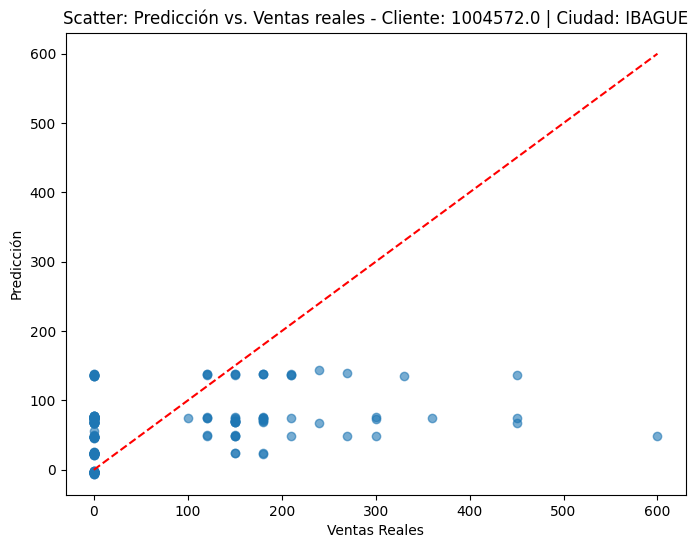 Scatter: Predicción vs. Ventas reales - Cliente: 1004572.0 | Ciudad: IBAGUE
600
500
400
300
200
100
0
Predicción
0 100 200 300 400 500 600
Ventas Reales